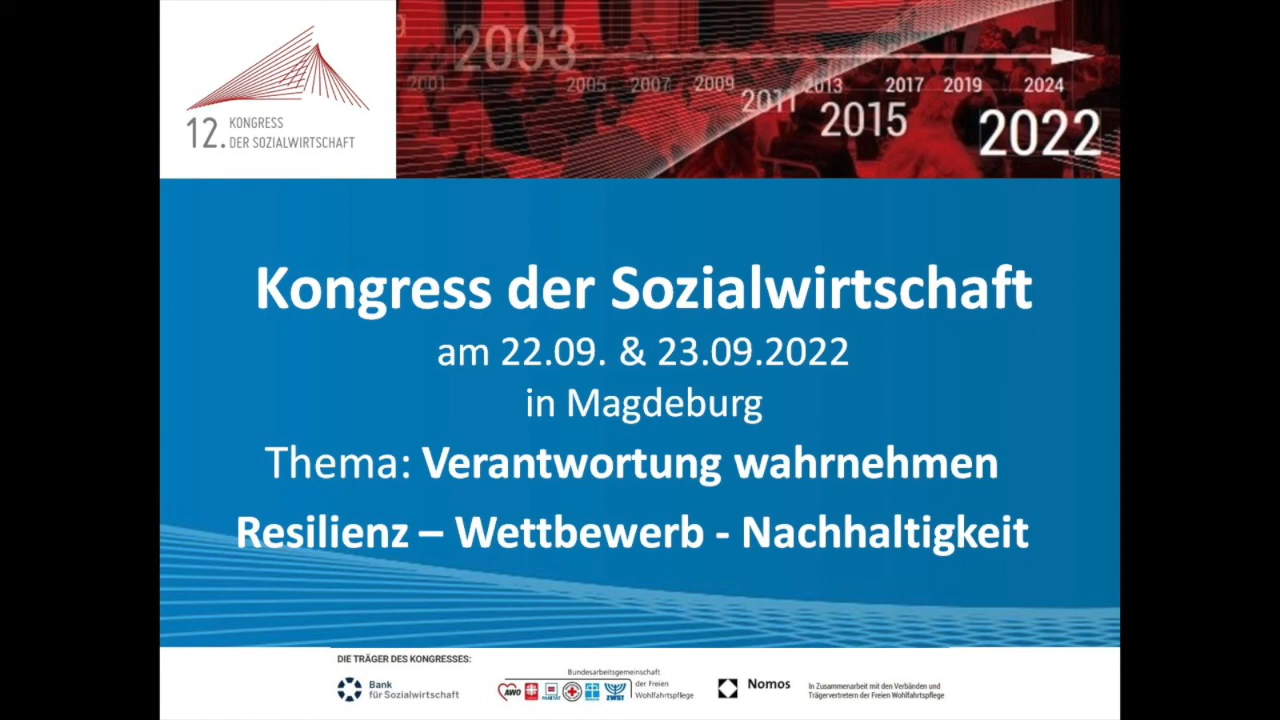 12. KONGRESS
DER SOZIALWIRTSCHAFT
2001
2003
2005
2007
2009
2011
2013
2015
2017
2019
2024
2022
Kongress der Sozialwirtschaft
am 22.09. & 23.09.2022
in Magdeburg
Thema: Verantwortung wahrnehmen
Resilienz – Wettbewerb - Nachhaltigkeit
DIE TRÄGER DES KONGRESSES:
Bank
für Sozialwirtschaft
Bundesarbeitsgemeinschaft
der Freien
Wohlfahrtspflege
AWO
ZWST
Nomos
In Zusammenarbeit mit den Verbänden und
Trägervertretern der Freien Wohlfahrtspflege